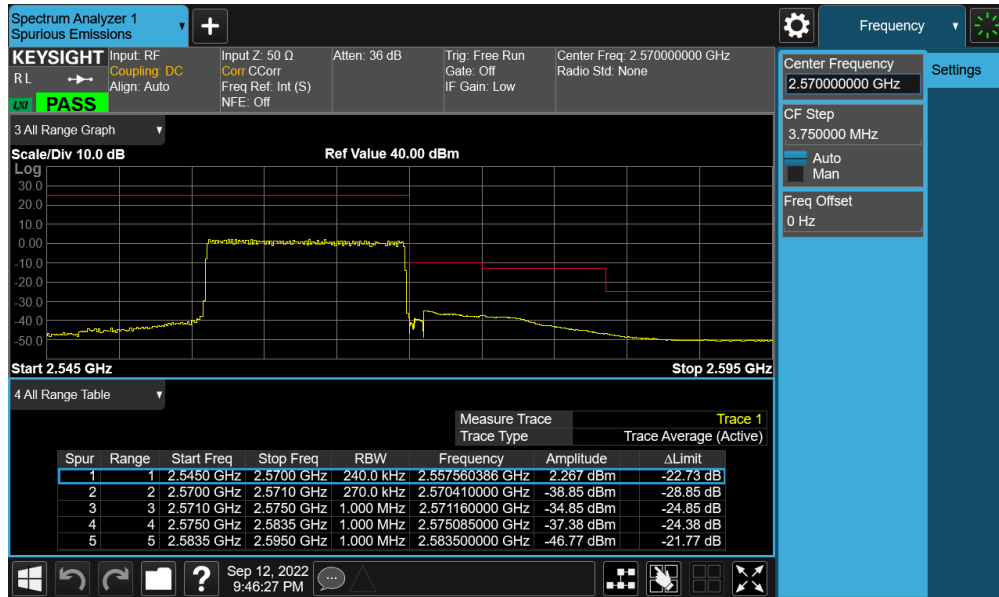 Spectrum Analyzer 1
Spurious Emissions
Frequency
KEYSIGHT
R L
LXI
PASS
Input: RF
Coupling: DC
Align: Auto
Input Z: 50 Ω
Corr CCorr
Freq Ref: Int (S)
NFE: Off
Atten: 36 dB
Trig: Free Run
Gate: Off
IF Gain: Low
Center Freq: 2.570000000 GHz
Radio Std: None
Center Frequency
2.570000000 GHz
Settings
CF Step
3.750000 MHz
Auto
Man
Freq Offset
0 Hz
3 All Range Graph
Scale/Div 10.0 dB Ref Value 40.00 dBm
Log
30.0
20.0
10.0
0.00
-10.0
-20.0
-30.0
-40.0
-50.0
Start 2.545 GHz Stop 2.595 GHz
4 All Range Table
Measure Trace Trace 1
Trace Type Trace Average (Active)
Spur Range Start Freq Stop Freq RBW Frequency Amplitude ΔLimit
1 1 2.5450 GHz 2.5700 GHz 240.0 kHz 2.557560386 GHz 2.267 dBm -22.73 dB
2 2 2.5700 GHz 2.5710 GHz 270.0 kHz 2.570410000 GHz -38.85 dBm -28.85 dB
3 3 2.5710 GHz 2.5750 GHz 1.000 MHz 2.571160000 GHz -34.85 dBm -24.85 dB
4 4 2.5750 GHz 2.5835 GHz 1.000 MHz 2.575085000 GHz -37.38 dBm -24.38 dB
5 5 2.5835 GHz 2.5950 GHz 1.000 MHz 2.583500000 GHz -46.77 dBm -21.77 dB
Sep 12, 2022
9:46:27 PM